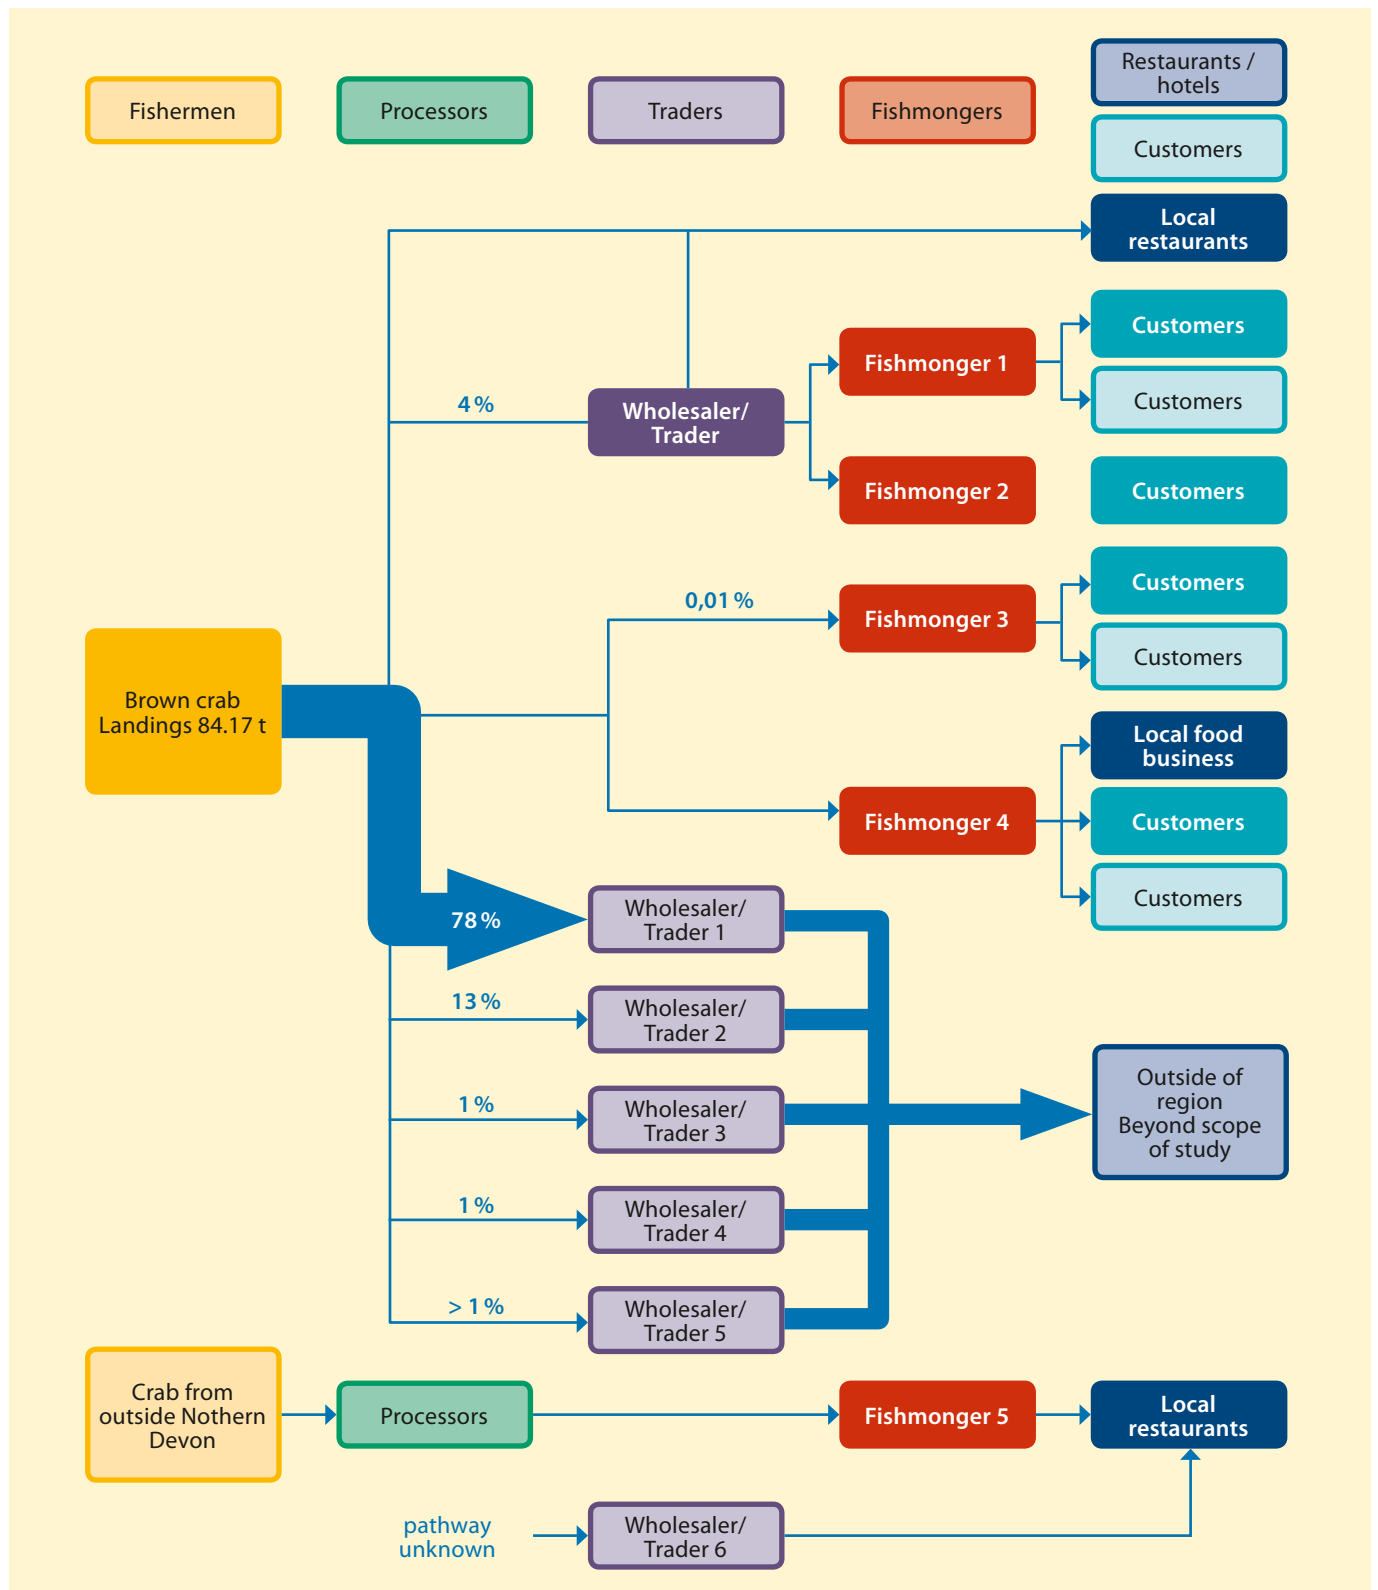 Fishermen
Processors
Traders
Fishmongers
Restaurants /
hotels
Customers
Local
restaurants
Customers
Fishmonger 1
4 %
Wholesaler/
Trader
Customers
Fishmonger 2
Customers
Customers
0,01 %
Fishmonger 3
Customers
Brown crab
Landings 84.17 t
Local food
business
Fishmonger 4
Customers
Customers
78 %
Wholesaler/
Trader 1
13 %
Wholesaler/
Trader 2
1 %
Wholesaler/
Trader 3
Outside of
region
Beyond scope
of study
1 %
Wholesaler/
Trader 4
> 1 %
Wholesaler/
Trader 5
Crab from
outside Nothern
Devon
Processors
Fishmonger 5
Local
restaurants
pathway
unknown
Wholesaler/
Trader 6